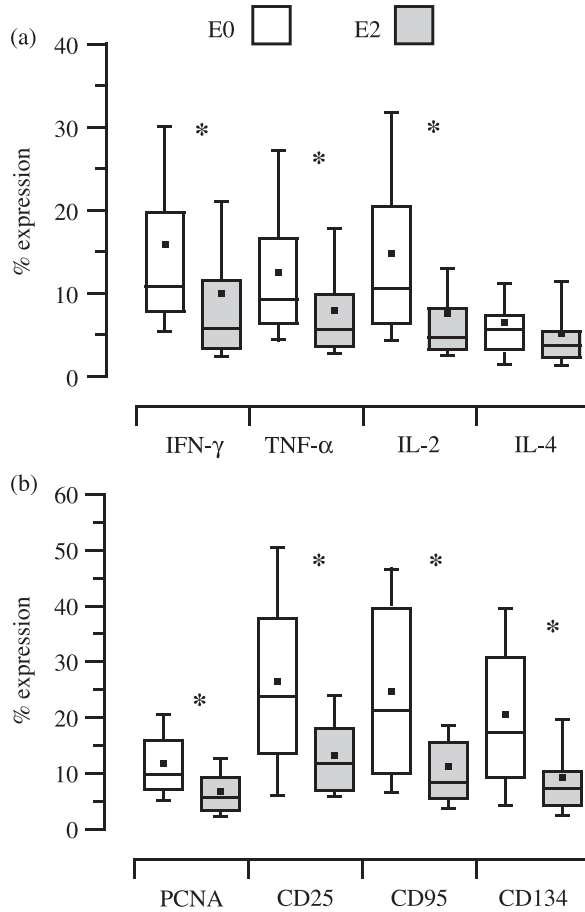 (a) E0 E2
40
30
20
10
0
% expression
* * *
IFN-γ TNF-α IL-2 IL-4
(b)
60
50
40
30
20
10
0
% expression
* * * *
PCNA CD25 CD95 CD134